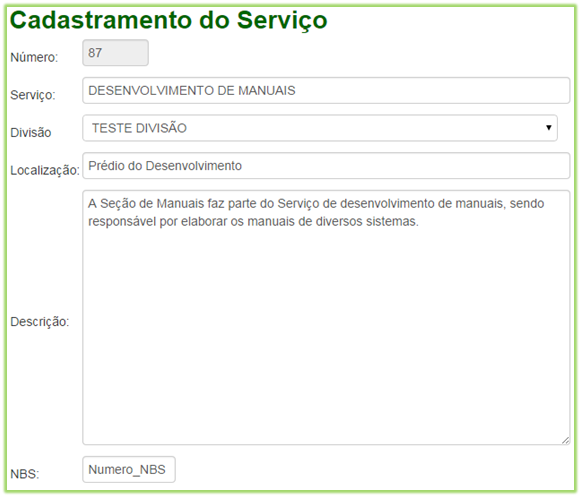 Cadastramento do Serviço
Número: 87
Serviço: DESENVOLVIMENTO DE MANUAIS
Divisão TESTE DIVISÃO
Localização: Prédio do Desenvolvimento
A Seção de Manuais faz parte do Serviço de desenvolvimento de manuais, sendo
responsável por elaborar os manuais de diversos sistemas.
Descrição:
NBS: Numero_NBS